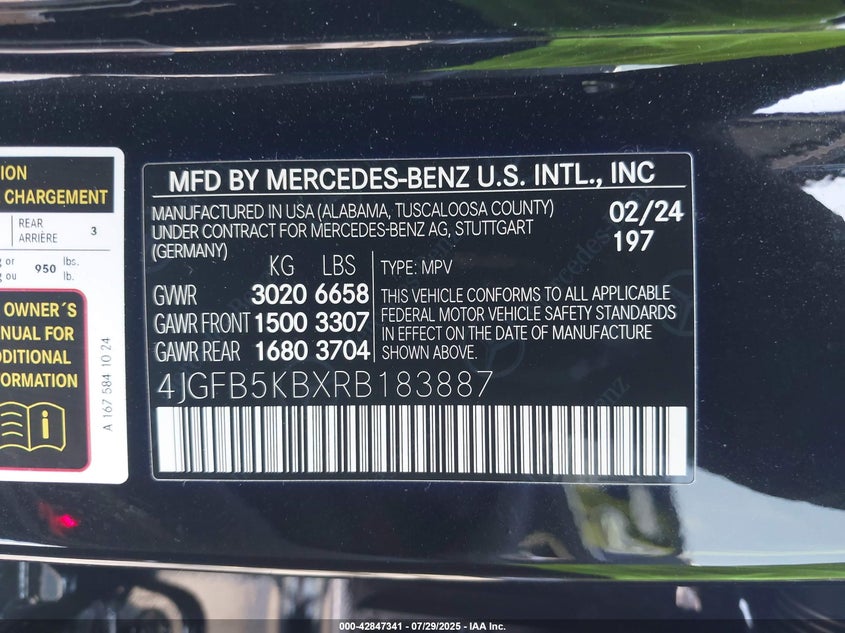 ION
CHARGEMENT
REAR
ARRIÈRE 3
g or 950 lbs.
g ou lb.
OWNER´S
NUAL FOR
DDITIONAL
RMATION
A 167 584 10 24
MFD BY MERCEDES-BENZ U.S. INTL., INC
MANUFACTURED IN USA (ALABAMA, TUSCALOOSA COUNTY)
UNDER CONTRACT FOR MERCEDES-BENZ AG, STUTTGART
(GERMANY)
02/24
197
KG LBS
GVWR 3020 6658
GAWR FRONT 1500 3307
GAWR REAR 1680 3704
TYPE: MPV
THIS VEHICLE CONFORMS TO ALL APPLICABLE
FEDERAL MOTOR VEHICLE SAFETY STANDARDS
IN EFFECT ON THE DATE OF MANUFACTURE
SHOWN ABOVE.
4JGFB5KBXRB183887
000-42847341 / 07/29/2025 - IAA Inc.